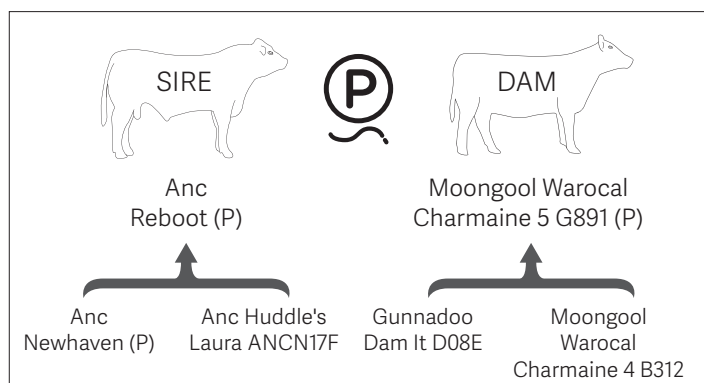 SIRE
P
DAM
Anc
Reboot (P)
Moongool Warocal
Charmaine 5 G891 (P)
Anc
Newhaven (P)
Anc Huddle's
Laura ANCN17F
Gunnadoo
Dam It D08E
Moongool
Warocal
Charmaine 4 B312